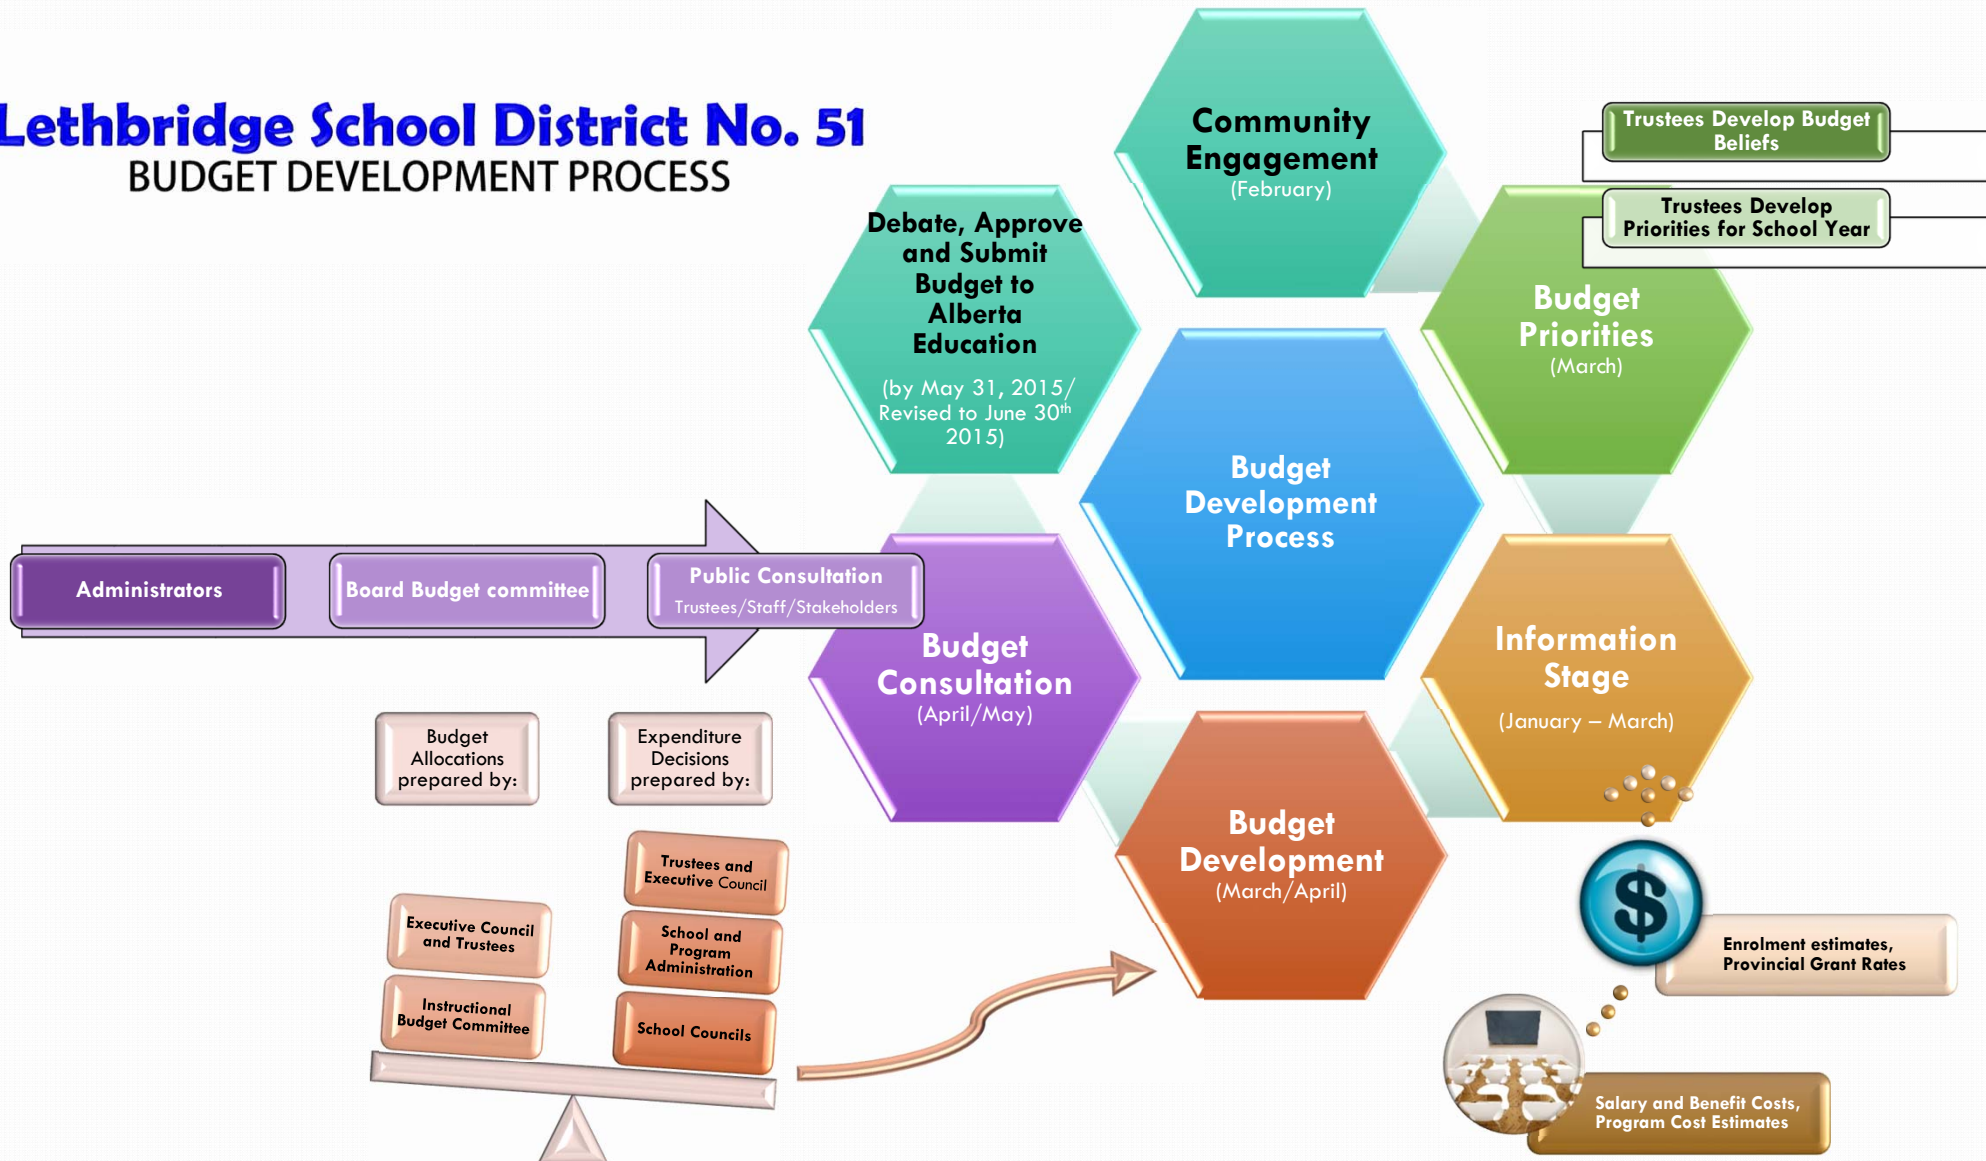 Lethbridge School District No. 51
BUDGET DEVELOPMENT PROCESS
Community
Engagement
(February)
Trustees Develop Budget
Beliefs
Trustees Develop
Priorities for School Year
Budget
Priorities
(March)
Debate, Approve
and Submit
Budget to
Alberta
Education
(by May 31, 2015/
Revised to June 30th
2015)
Budget
Development
Process
Administrators
Board Budget committee
Public Consultation
Trustees/Staff/Stakeholders
Budget
Consultation
(April/May)
Information
Stage
(January – March)
Budget
Development
(March/April)
Budget
Allocations
prepared by:
Expenditure
Decisions
prepared by:
Executive Council
and Trustees
Instructional
Budget Committee
Trustees and
Executive Council
School and
Program
Administration
School Councils
$
Enrolment estimates,
Provincial Grant Rates
Salary and Benefit Costs,
Program Cost Estimates